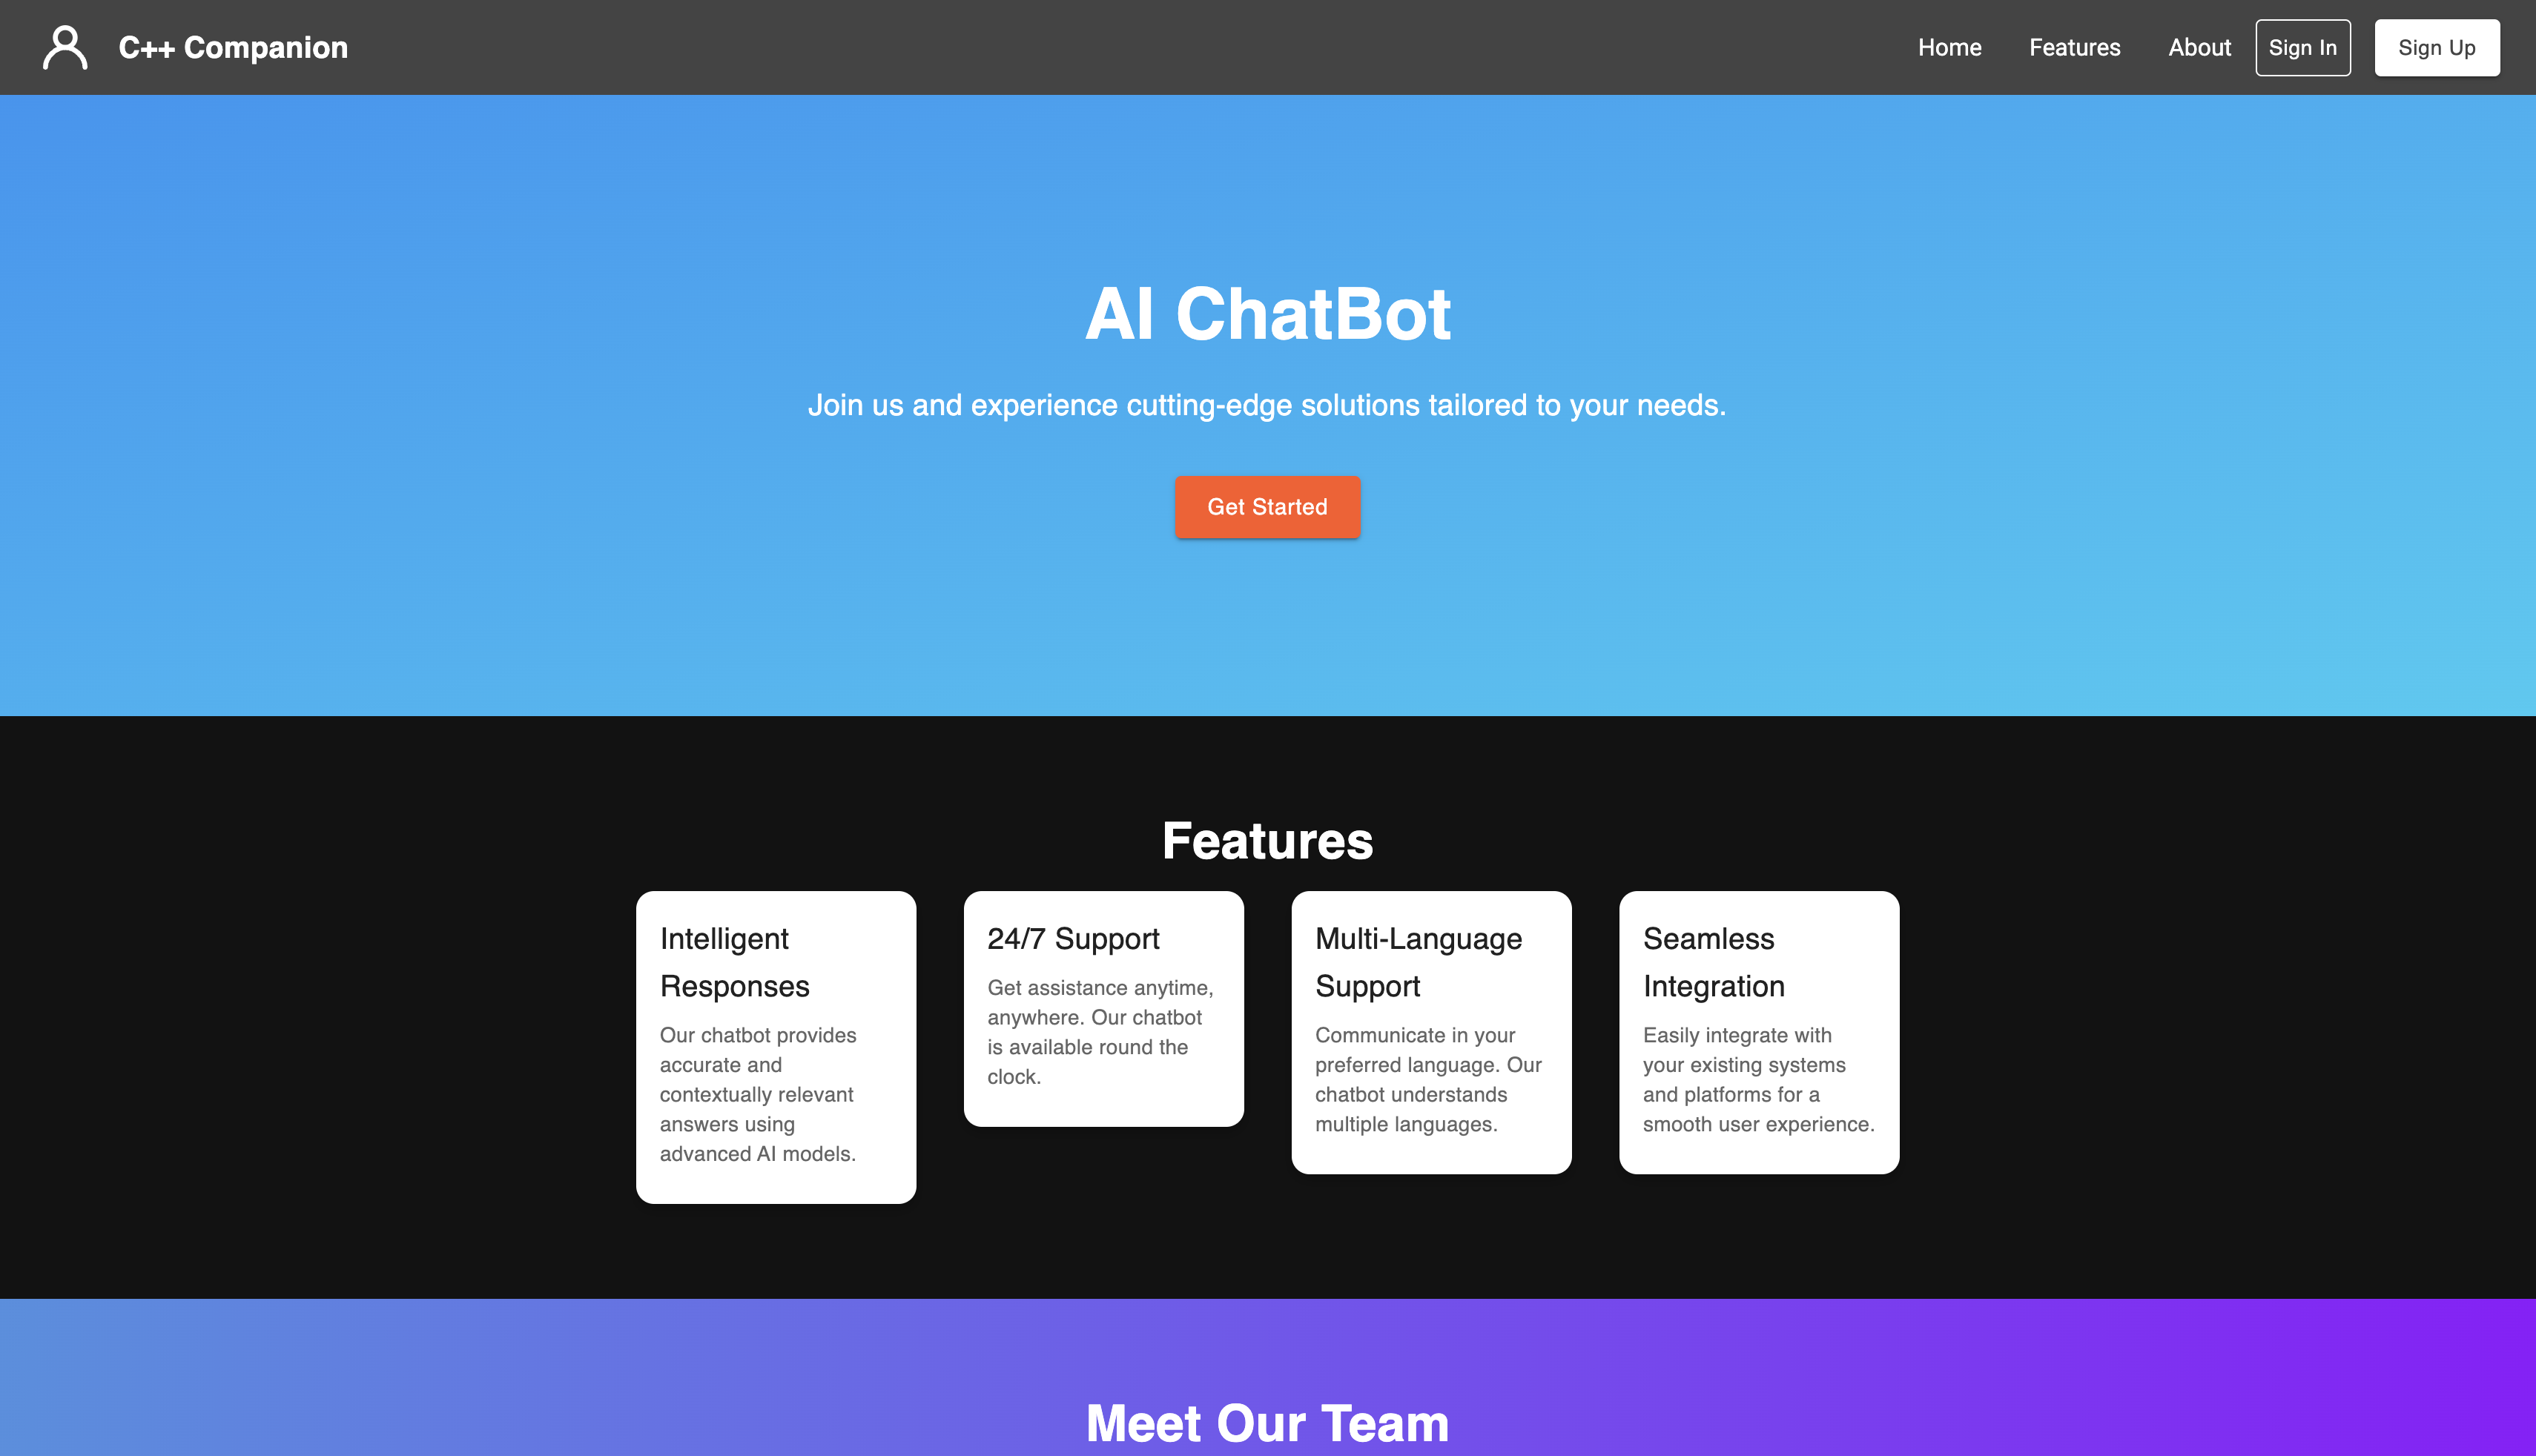 C++ Companion
Home
Features
About
Sign In
Sign Up
AI ChatBot
Join us and experience cutting-edge solutions tailored to your needs.
Get Started
Features
Intelligent
Responses
Our chatbot provides
accurate and
contextually relevant
answers using
advanced AI models.
24/7 Support
Get assistance anytime,
anywhere. Our chatbot
is available round the
clock.
Multi-Language
Support
Communicate in your
preferred language. Our
chatbot understands
multiple languages.
Seamless
Integration
Easily integrate with
your existing systems
and platforms for a
smooth user experience.
Meet Our Team